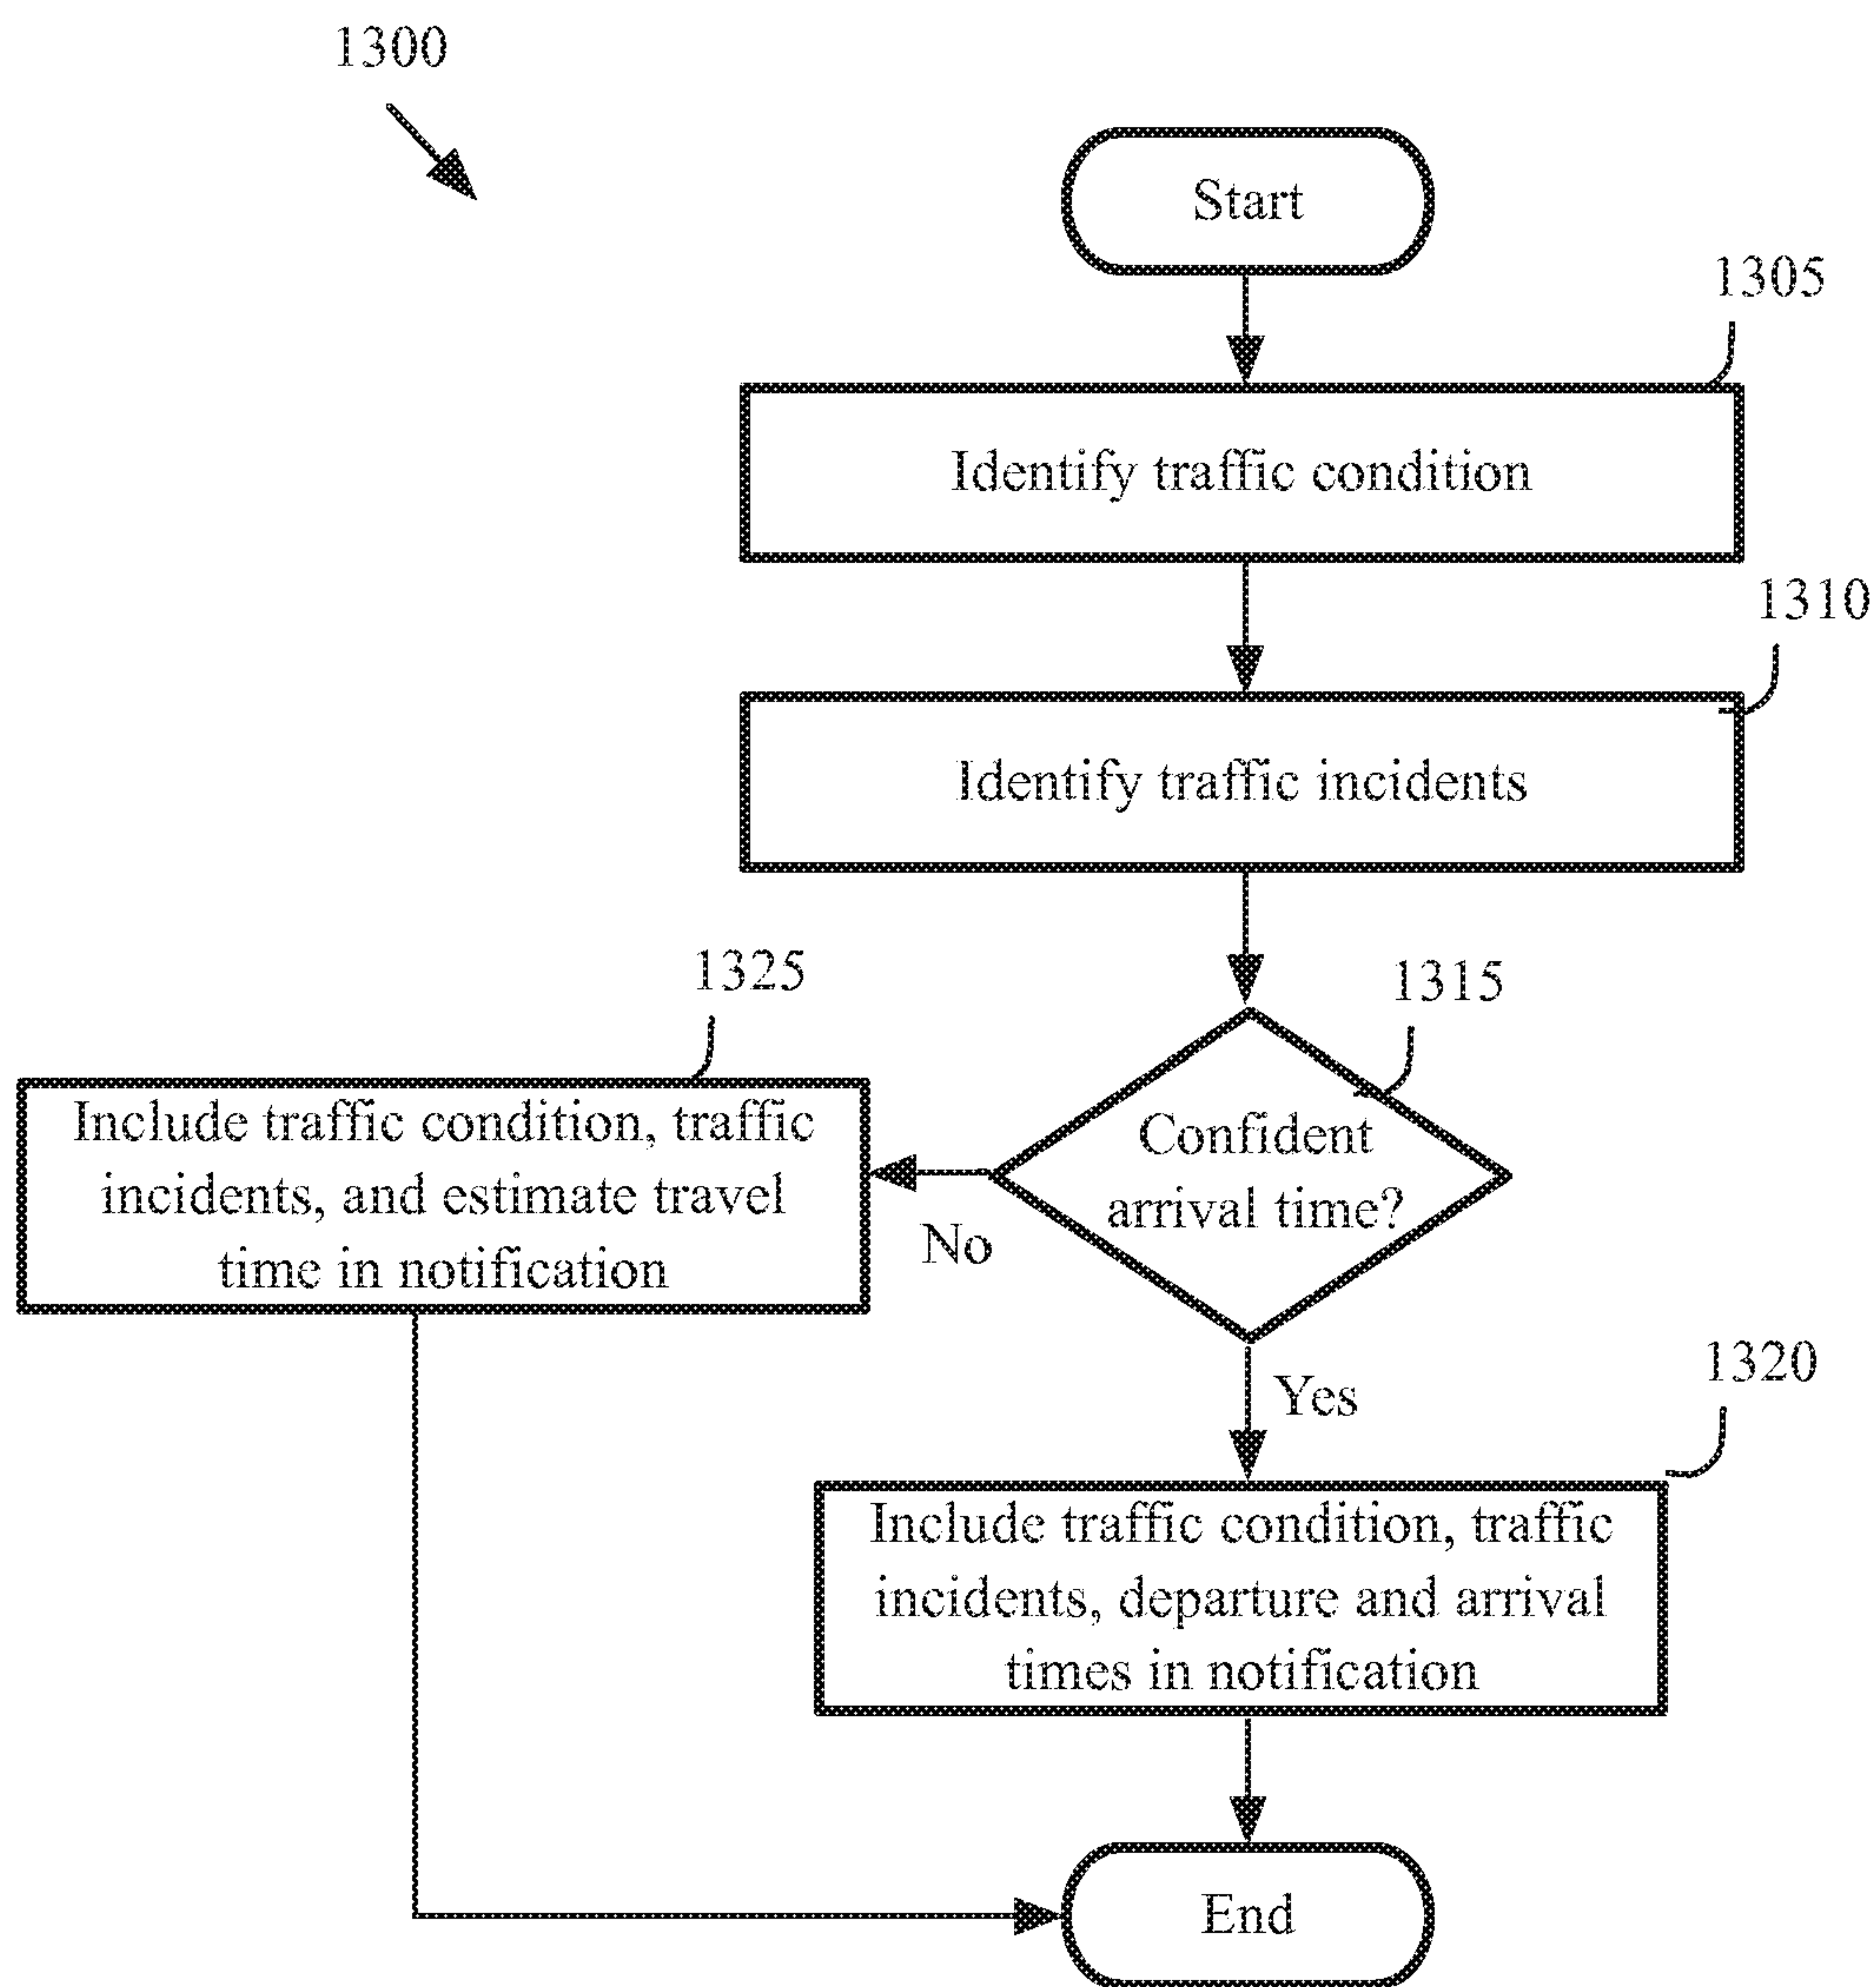 1300
Start
1305
Identify traffic condition
1310
Identify traffic incidents
1315
Confident
arrival time?
1325
Include traffic condition, traffic
incidents, and estimate travel
time in notification
No
Yes
1320
Include traffic condition, traffic
incidents, departure and arrival
times in notification
End